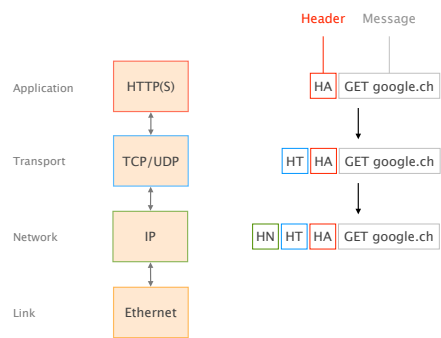 Header Message
Application HTTP(S) HA GET google.ch
Transport TCP/UDP HT HA GET google.ch
Network IP HN HT HA GET google.ch
Link Ethernet